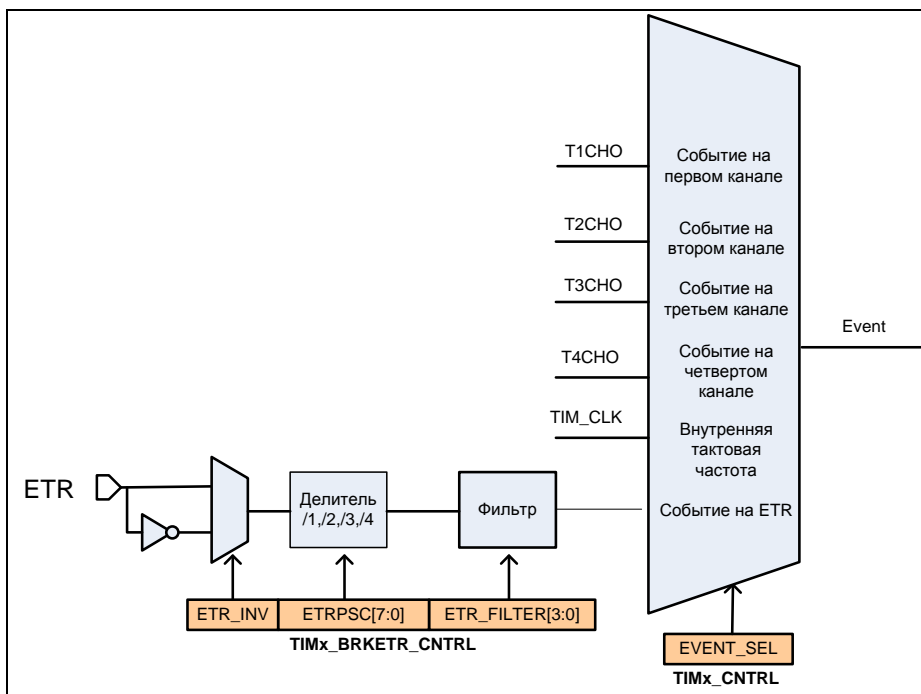 T1CHO
Событие на
первом канале
T2CHO
Событие на
втором канале
T3CHO
Событие на
третьем канале
Event
T4CHO
Событие на
четвертом
канале
TIM_CLK
Внутренняя
тактовая
частота
ETR
Делитель
/1,/2,/3,/4
Фильтр
Событие на ETR
ETR_INV
ETRPSC[7:0]
ETR_FILTER[3:0]
TIMx_BRKETR_CNTRL
EVENT_SEL
TIMx_CNTRL